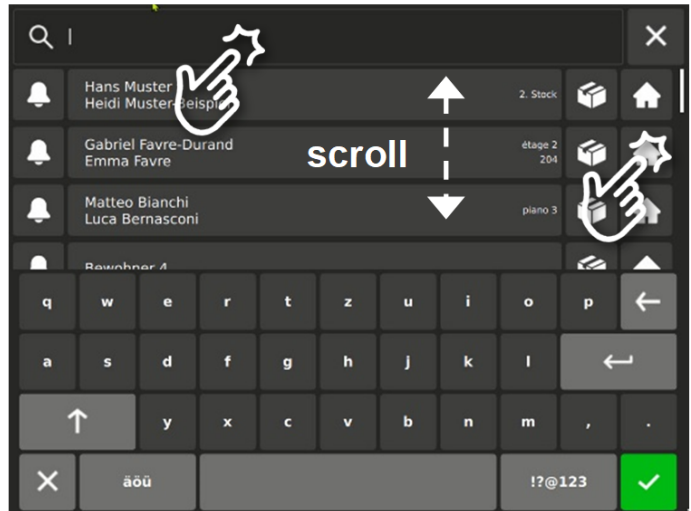 Hans Muster
Heidi Muster-Beispiel
2. Stock
Gabriel Favre-Durand
Emma Favre
étage 2
204
scroll
Matteo Bianchi
Luca Bernasconi
piano 3
Bewohner 4
q w e r t z u i o p
a s d f g h j k l
y x c v b n m , .
äöü !?@123